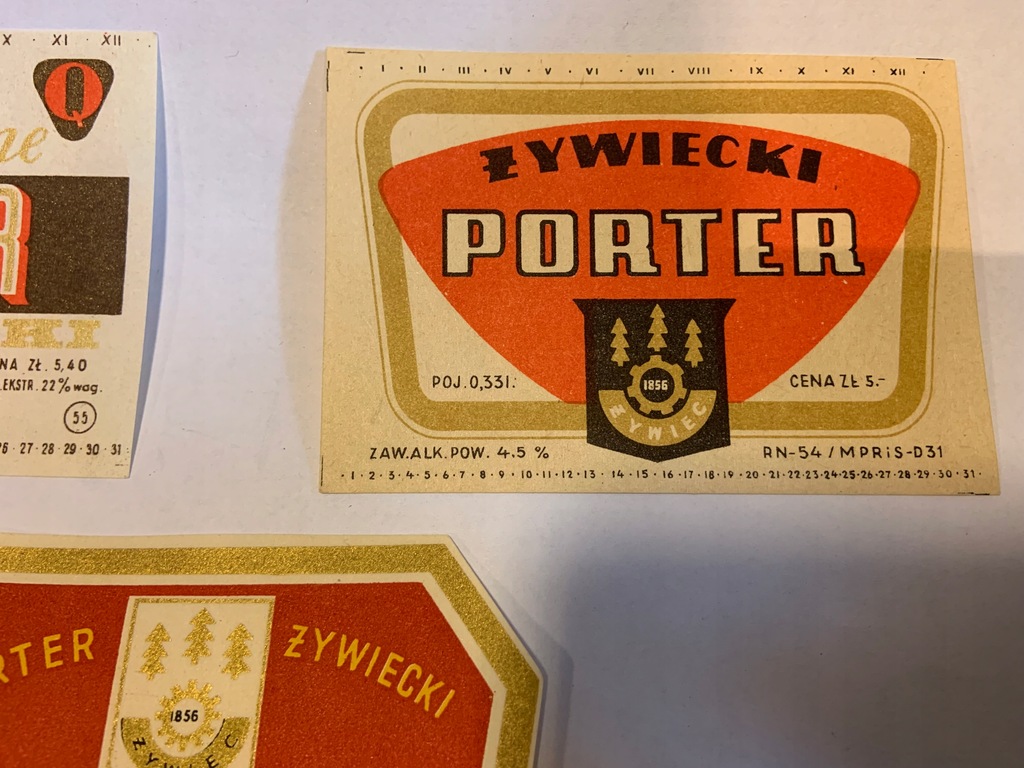 X · XI · XII
Q
R
NA ZŁ. 5,40
EKSTR. 22% wag.
55
26 · 27 · 28 · 29 · 30 · 31
· I · II · III · IV · V · VI · VII · VIII · IX · X · XI · XII ·
ŻYWIECKI
PORTER
1856
ŻYWIEC
POJ. 0,33l.
CENA ZŁ 5.-
ZAW. ALK. POW. 4.5 %
RN-54 / MPRiS-D31
· 1 · 2 · 3 · 4 · 5 · 6 · 7 · 8 · 9 · 10 · 11 · 12 · 13 · 14 · 15 · 16 · 17 · 18 · 19 · 20 · 21 · 22 · 23 · 24 · 25 · 26 · 27 · 28 · 29 · 30 · 31 ·
RTER ŻYWIECKI
1856
ŻYWIEC